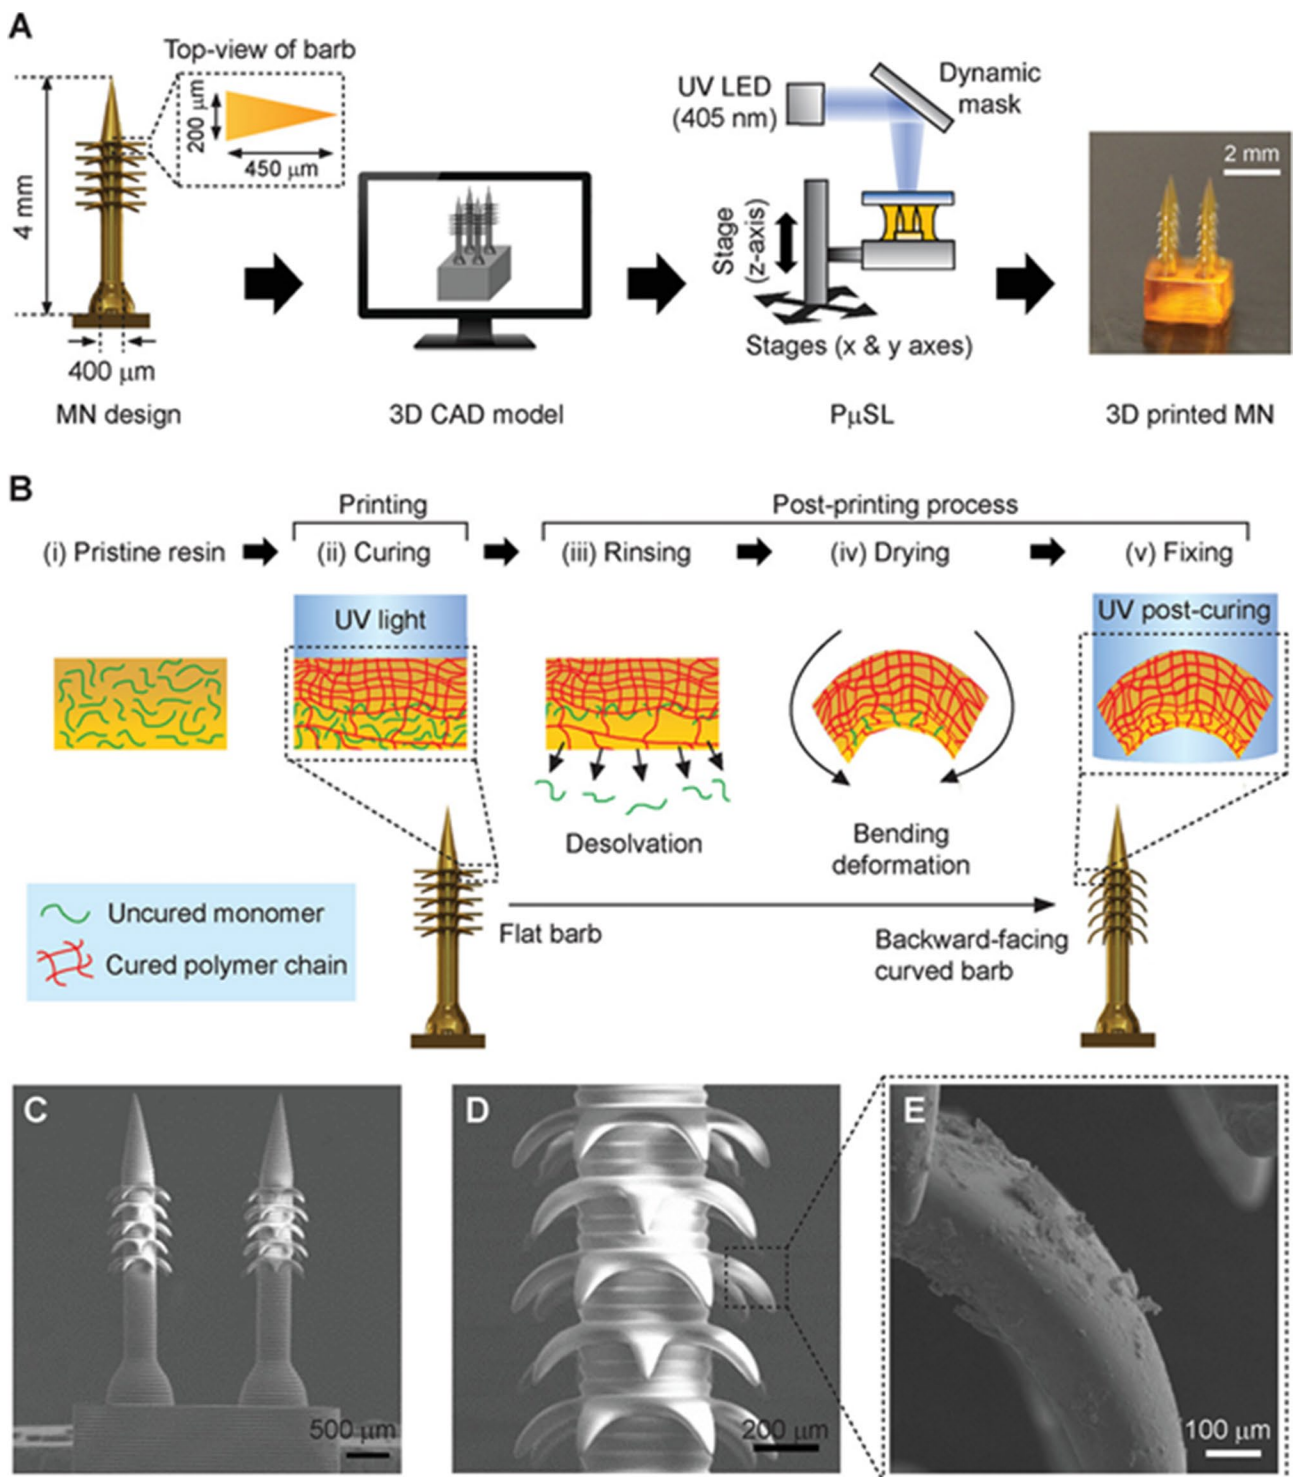 A
Top-view of barb
200 μm
450 μm
4 mm
400 μm
MN design
3D CAD model
UV LED
(405 nm)
Dynamic
mask
Stage
(z-axis)
Stages (x & y axes)
PμSL
2 mm
3D printed MN
B
Printing
Post-printing process
(i) Pristine resin
(ii) Curing
(iii) Rinsing
(iv) Drying
(v) Fixing
UV light
UV post-curing
Desolvation
Bending
deformation
Uncured monomer
Cured polymer chain
Flat barb
Backward-facing
curved barb
C
500 μm
D
200 μm
E
100 μm